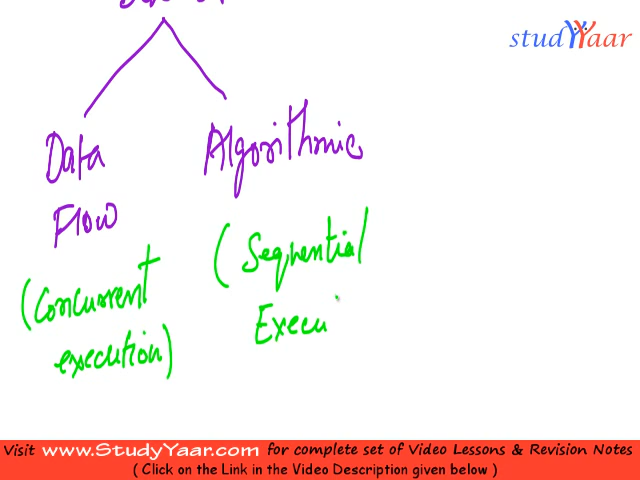 studYYaar
Data
Flow
(Concurrent
execution)
Algorithmic
(Sequential
Execu
Visit www.StudyYaar.com for complete set of Video Lessons & Revision Notes
( Click on the Link in the Video Description given below )